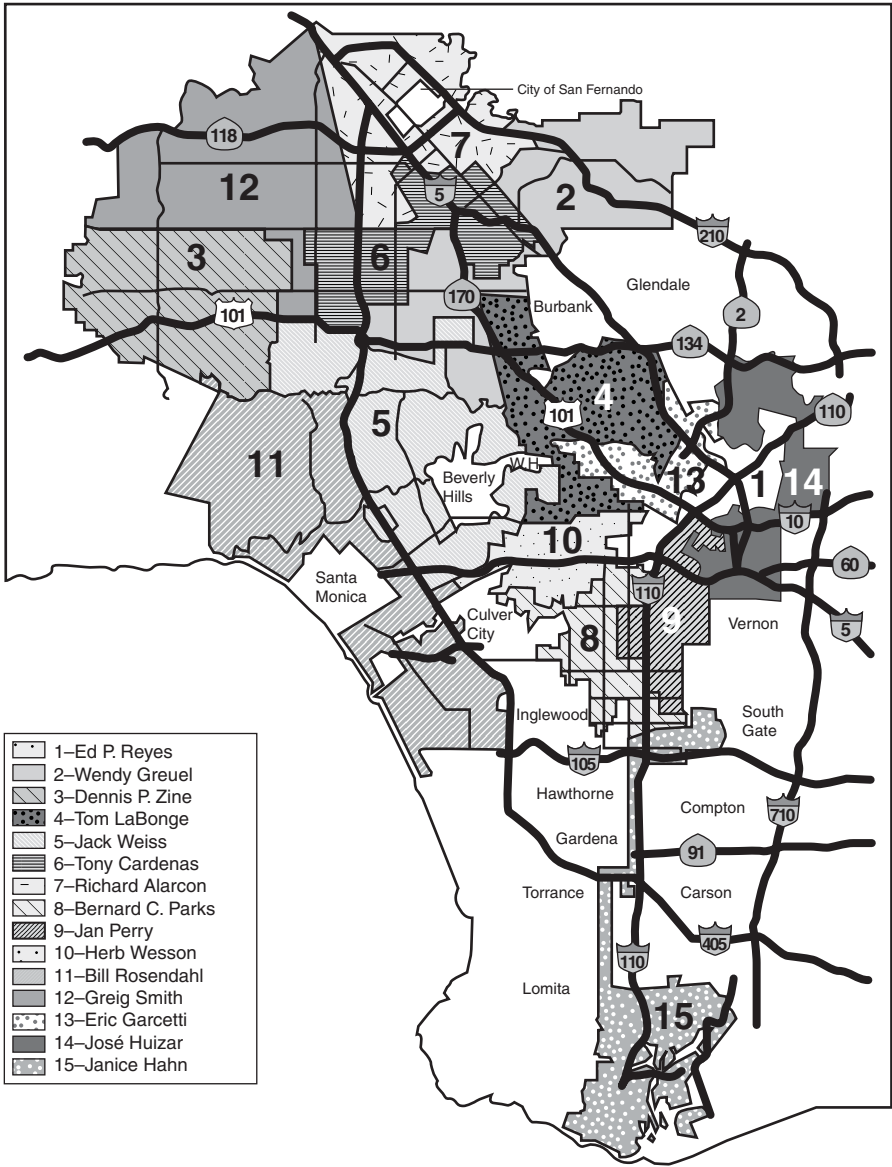 City of San Fernando
118
7
5
12
2
210
3
6
170
Glendale
Burbank
101
2
134
4
110
101
5
11
W.H.
13
1
14
Beverly
Hills
10
10
60
Santa
Monica
110
Culver
City
8
9
Vernon
5
Inglewood
South
Gate
105
Hawthorne
Compton
710
Gardena
91
Torrance
Carson
405
110
Lomita
15
1–Ed P. Reyes
2–Wendy Greuel
3–Dennis P. Zine
4–Tom LaBonge
5–Jack Weiss
6–Tony Cardenas
7–Richard Alarcon
8–Bernard C. Parks
9–Jan Perry
10–Herb Wesson
11–Bill Rosendahl
12–Greig Smith
13–Eric Garcetti
14–José Huizar
15–Janice Hahn